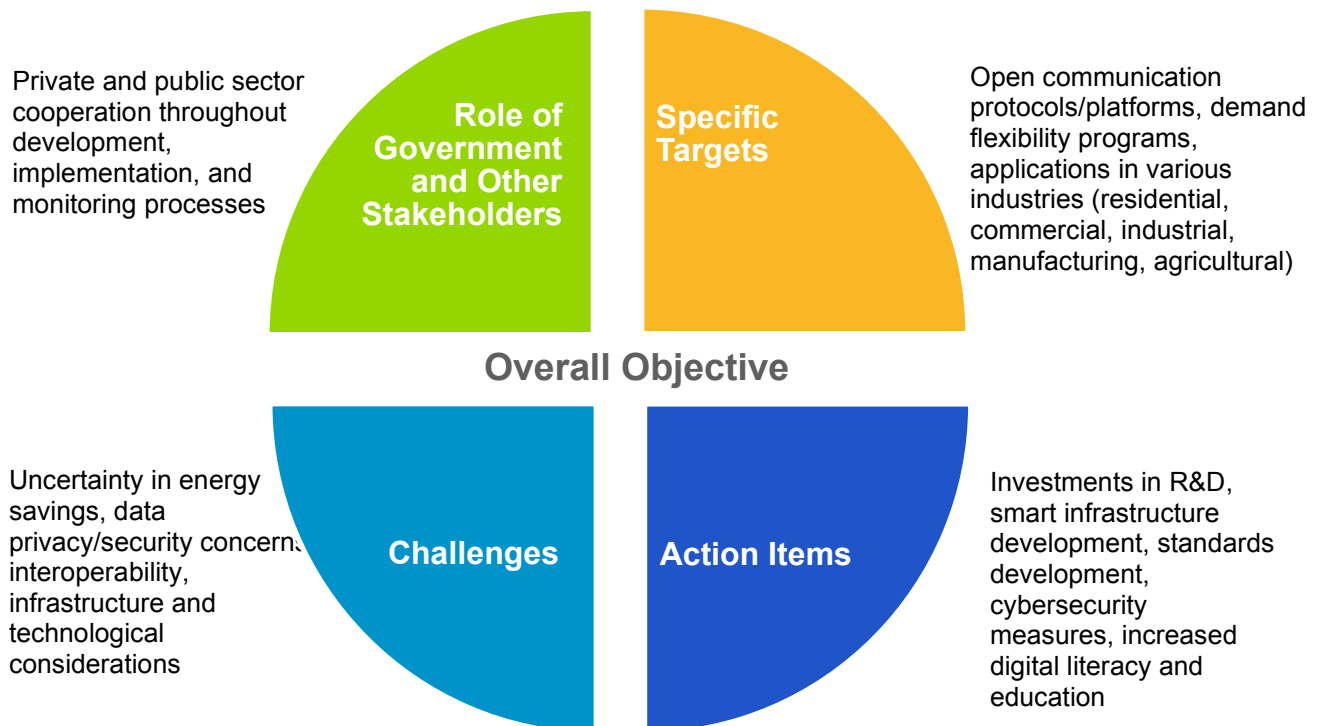 Private and public sector
cooperation throughout
development,
implementation, and
monitoring processes
Role of
Government
and Other
Stakeholders
Specific
Targets
Open communication
protocols/platforms, demand
flexibility programs,
applications in various
industries (residential,
commercial, industrial,
manufacturing, agricultural)
Overall Objective
Uncertainty in energy
savings, data
privacy/security concerns
interoperability,
infrastructure and
technological
considerations
Challenges
Action Items
Investments in R&D,
smart infrastructure
development, standards
development,
cybersecurity
measures, increased
digital literacy and
education